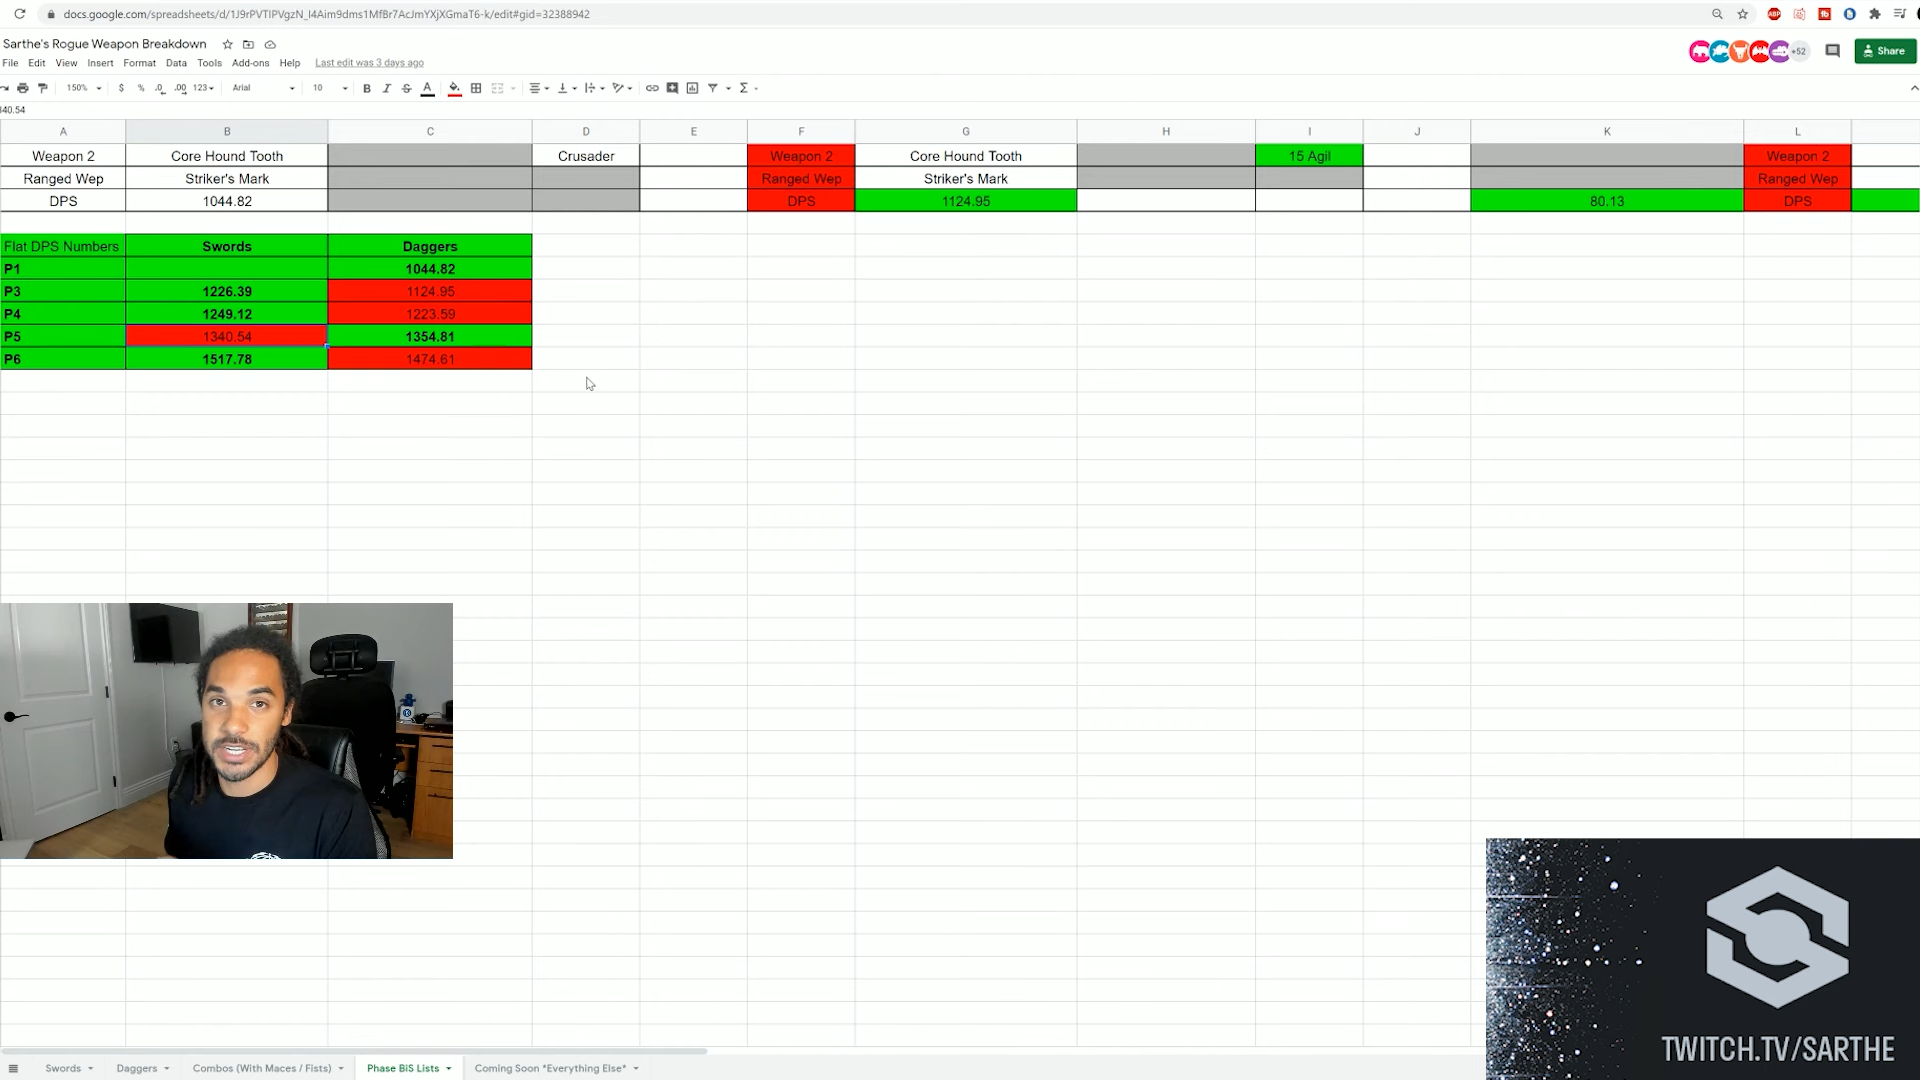 docs.google.com/spreadsheets/d/1J9rPVTIPVgzN_I4Aim9dms1MfBr7AcJmYXjXGmaT6-k/edit#gid=32388942
Sarthe's Rogue Weapon Breakdown
+52
Share
File Edit View Insert Format Data Tools Add-ons Help Last edit was 3 days ago
150% $ % .0 .00 123 Arial 10 B I S A
340.54
A B C D E F G H I J K L
Weapon 2 Core Hound Tooth Crusader Weapon 2 Core Hound Tooth 15 Agil Weapon 2
Ranged Wep Striker's Mark Ranged Wep Striker's Mark Ranged Wep
DPS 1044.82 DPS 1124.95 80.13 DPS
Flat DPS Numbers Swords Daggers
P1 1044.82
P3 1226.39 1124.95
P4 1249.12 1223.59
P5 1340.54 1354.81
P6 1517.78 1474.61
TWITCH.TV/SARTHE
Swords Daggers Combos (With Maces / Fists) Phase BiS Lists Coming Soon *Everything Else*